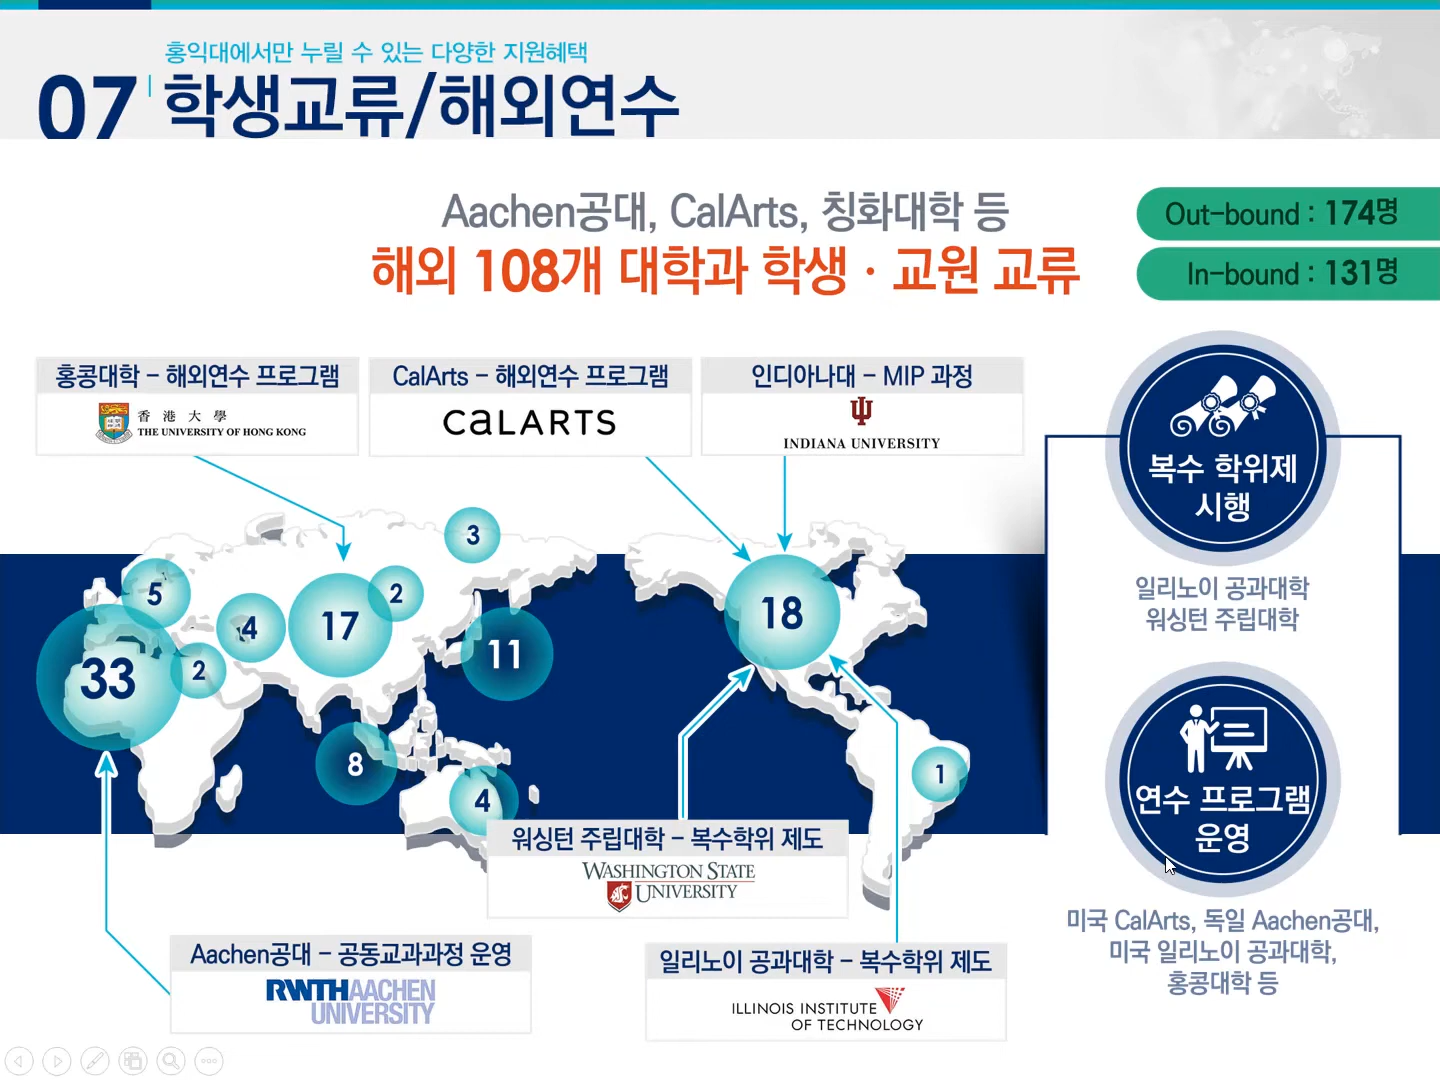 홍익대에서만 누릴 수 있는 다양한 지원혜택
07 학생교류/해외연수
Aachen공대, CalArts, 칭화대학 등
해외 108개 대학과 학생 · 교원 교류
Out-bound : 174명
In-bound : 131명
홍콩대학 - 해외연수 프로그램
香港大學
THE UNIVERSITY OF HONG KONG
CalArts - 해외연수 프로그램
CALARTS
인디아나대 - MIP 과정
INDIANA UNIVERSITY
복수 학위제
시행
일리노이 공과대학
워싱턴 주립대학
3
5
2
4
17
18
11
33
2
8
4
1
연수 프로그램
운영
미국 CalArts, 독일 Aachen공대,
미국 일리노이 공과대학,
홍콩대학 등
워싱턴 주립대학 - 복수학위 제도
WASHINGTON STATE
UNIVERSITY
Aachen공대 - 공동교과과정 운영
RWTHAACHEN
UNIVERSITY
일리노이 공과대학 - 복수학위 제도
ILLINOIS INSTITUTE
OF TECHNOLOGY